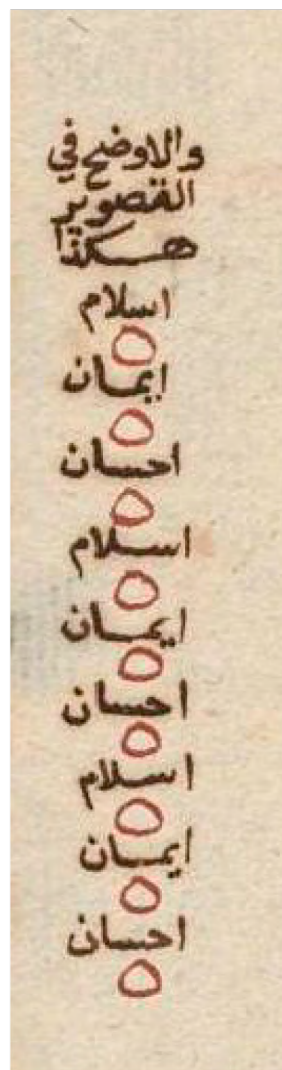 والاوضح في
التصوير
هكذا
اسلام
ايمان
احسان
اسلام
ايمان
احسان
اسلام
ايمان
احسان